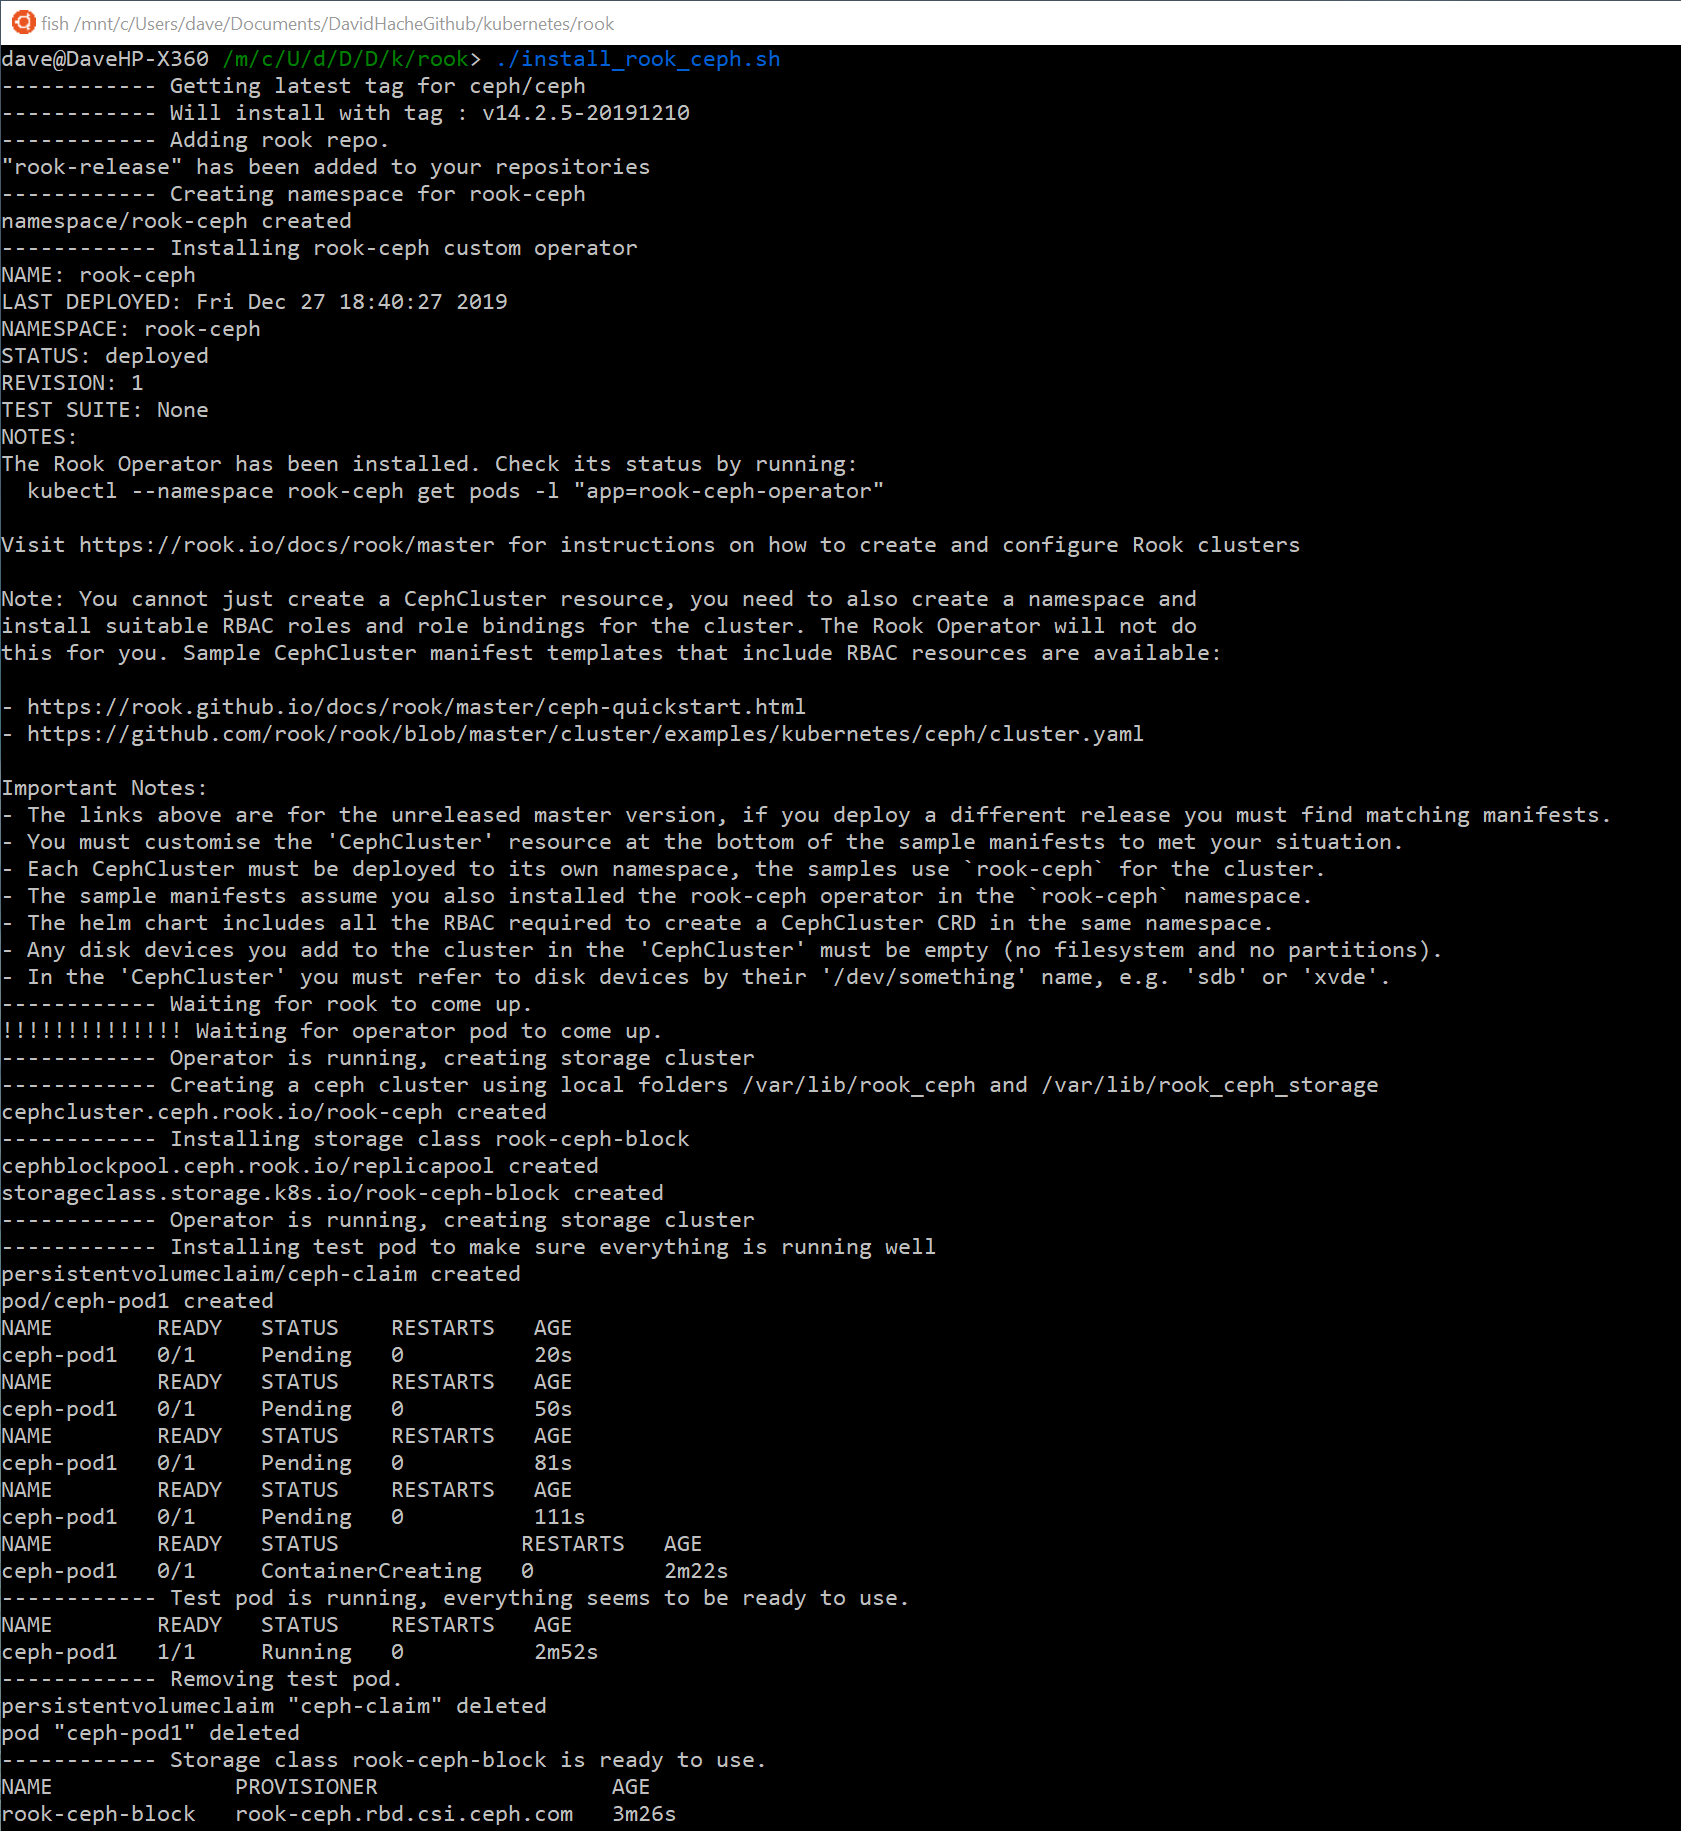 fish /mnt/c/Users/dave/Documents/DavidHacheGithub/kubernetes/rook
dave@DaveHP-X360 /m/c/U/d/D/D/k/rook> ./install_rook_ceph.sh
------------ Getting latest tag for ceph/ceph
------------ Will install with tag : v14.2.5-20191210
------------ Adding rook repo.
"rook-release" has been added to your repositories
------------ Creating namespace for rook-ceph
namespace/rook-ceph created
------------ Installing rook-ceph custom operator
NAME: rook-ceph
LAST DEPLOYED: Fri Dec 27 18:40:27 2019
NAMESPACE: rook-ceph
STATUS: deployed
REVISION: 1
TEST SUITE: None
NOTES:
The Rook Operator has been installed. Check its status by running:
  kubectl --namespace rook-ceph get pods -l "app=rook-ceph-operator"

Visit https://rook.io/docs/rook/master for instructions on how to create and configure Rook clusters

Note: You cannot just create a CephCluster resource, you need to also create a namespace and
install suitable RBAC roles and role bindings for the cluster. The Rook Operator will not do
this for you. Sample CephCluster manifest templates that include RBAC resources are available:

- https://rook.github.io/docs/rook/master/ceph-quickstart.html
- https://github.com/rook/rook/blob/master/cluster/examples/kubernetes/ceph/cluster.yaml

Important Notes:
- The links above are for the unreleased master version, if you deploy a different release you must find matching manifests.
- You must customise the 'CephCluster' resource at the bottom of the sample manifests to met your situation.
- Each CephCluster must be deployed to its own namespace, the samples use `rook-ceph` for the cluster.
- The sample manifests assume you also installed the rook-ceph operator in the `rook-ceph` namespace.
- The helm chart includes all the RBAC required to create a CephCluster CRD in the same namespace.
- Any disk devices you add to the cluster in the 'CephCluster' must be empty (no filesystem and no partitions).
- In the 'CephCluster' you must refer to disk devices by their '/dev/something' name, e.g. 'sdb' or 'xvde'.
------------ Waiting for rook to come up.
!!!!!!!!!!!!!! Waiting for operator pod to come up.
------------ Operator is running, creating storage cluster
------------ Creating a ceph cluster using local folders /var/lib/rook_ceph and /var/lib/rook_ceph_storage
cephcluster.ceph.rook.io/rook-ceph created
------------ Installing storage class rook-ceph-block
cephblockpool.ceph.rook.io/replicapool created
storageclass.storage.k8s.io/rook-ceph-block created
------------ Operator is running, creating storage cluster
------------ Installing test pod to make sure everything is running well
persistentvolumeclaim/ceph-claim created
pod/ceph-pod1 created
NAME        READY   STATUS    RESTARTS   AGE
ceph-pod1   0/1     Pending   0          20s
NAME        READY   STATUS    RESTARTS   AGE
ceph-pod1   0/1     Pending   0          50s
NAME        READY   STATUS    RESTARTS   AGE
ceph-pod1   0/1     Pending   0          81s
NAME        READY   STATUS    RESTARTS   AGE
ceph-pod1   0/1     Pending   0          111s
NAME        READY   STATUS              RESTARTS   AGE
ceph-pod1   0/1     ContainerCreating   0          2m22s
------------ Test pod is running, everything seems to be ready to use.
NAME        READY   STATUS    RESTARTS   AGE
ceph-pod1   1/1     Running   0          2m52s
------------ Removing test pod.
persistentvolumeclaim "ceph-claim" deleted
pod "ceph-pod1" deleted
------------ Storage class rook-ceph-block is ready to use.
NAME              PROVISIONER                  AGE
rook-ceph-block   rook-ceph.rbd.csi.ceph.com   3m26s